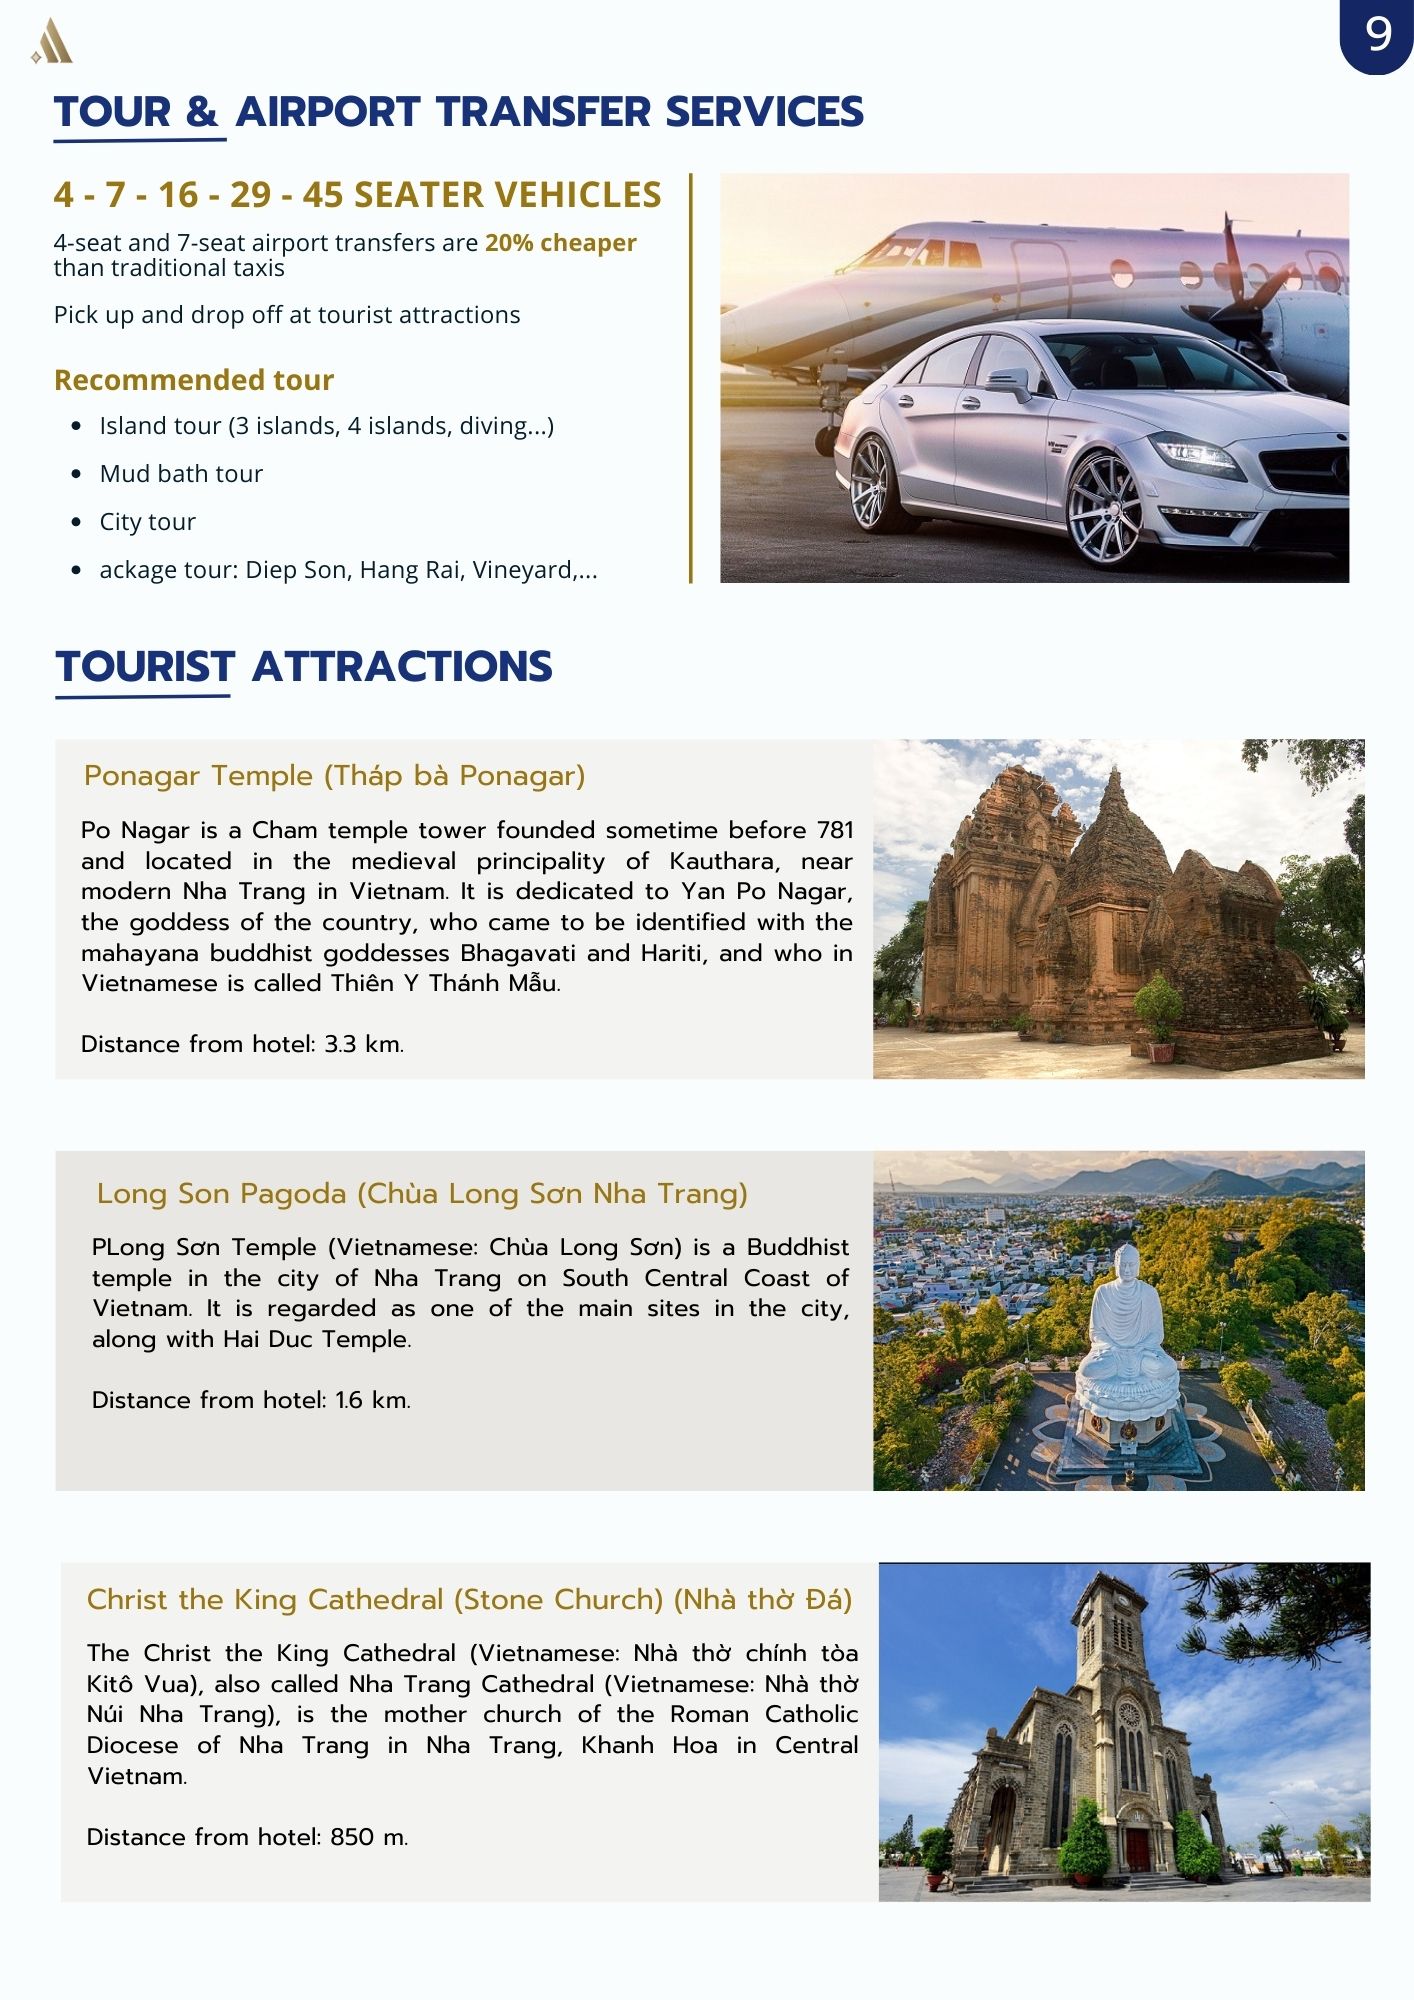 9
TOUR & AIRPORT TRANSFER SERVICES
4 - 7 - 16 - 29 - 45 SEATER VEHICLES
4-seat and 7-seat airport transfers are 20% cheaper
than traditional taxis
Pick up and drop off at tourist attractions
Recommended tour
• Island tour (3 islands, 4 islands, diving...)
• Mud bath tour
• City tour
• ackage tour: Diep Son, Hang Rai, Vineyard,...
TOURIST ATTRACTIONS
Ponagar Temple (Tháp bà Ponagar)
Po Nagar is a Cham temple tower founded sometime before 781
and located in the medieval principality of Kauthara, near
modern Nha Trang in Vietnam. It is dedicated to Yan Po Nagar,
the goddess of the country, who came to be identified with the
mahayana buddhist goddesses Bhagavati and Hariti, and who in
Vietnamese is called Thiên Y Thánh Mẫu.
Distance from hotel: 3.3 km.
Long Son Pagoda (Chùa Long Sơn Nha Trang)
PLong Sơn Temple (Vietnamese: Chùa Long Sơn) is a Buddhist
temple in the city of Nha Trang on South Central Coast of
Vietnam. It is regarded as one of the main sites in the city,
along with Hai Duc Temple.
Distance from hotel: 1.6 km.
Christ the King Cathedral (Stone Church) (Nhà thờ Đá)
The Christ the King Cathedral (Vietnamese: Nhà thờ chính tòa
Kitô Vua), also called Nha Trang Cathedral (Vietnamese: Nhà thờ
Núi Nha Trang), is the mother church of the Roman Catholic
Diocese of Nha Trang in Nha Trang, Khanh Hoa in Central
Vietnam.
Distance from hotel: 850 m.